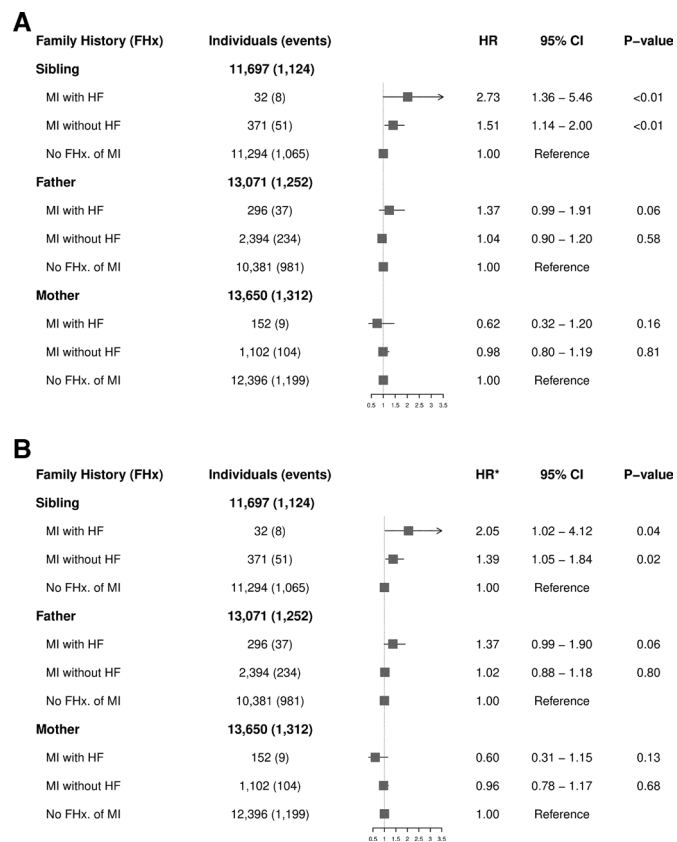 A
Family History (FHx) Individuals (events) HR 95% CI P−value
Sibling 11,697 (1,124)
MI with HF 32 (8) 2.73 1.36 − 5.46 <0.01
MI without HF 371 (51) 1.51 1.14 − 2.00 <0.01
No FHx. of MI 11,294 (1,065) 1.00 Reference
Father 13,071 (1,252)
MI with HF 296 (37) 1.37 0.99 − 1.91 0.06
MI without HF 2,394 (234) 1.04 0.90 − 1.20 0.58
No FHx. of MI 10,381 (981) 1.00 Reference
Mother 13,650 (1,312)
MI with HF 152 (9) 0.62 0.32 − 1.20 0.16
MI without HF 1,102 (104) 0.98 0.80 − 1.19 0.81
No FHx. of MI 12,396 (1,199) 1.00 Reference
0.5 1 1.5 2 2.5 3 3.5
B
Family History (FHx) Individuals (events) HR* 95% CI P−value
Sibling 11,697 (1,124)
MI with HF 32 (8) 2.05 1.02 − 4.12 0.04
MI without HF 371 (51) 1.39 1.05 − 1.84 0.02
No FHx. of MI 11,294 (1,065) 1.00 Reference
Father 13,071 (1,252)
MI with HF 296 (37) 1.37 0.99 − 1.90 0.06
MI without HF 2,394 (234) 1.02 0.88 − 1.18 0.80
No FHx. of MI 10,381 (981) 1.00 Reference
Mother 13,650 (1,312)
MI with HF 152 (9) 0.60 0.31 − 1.15 0.13
MI without HF 1,102 (104) 0.96 0.78 − 1.17 0.68
No FHx. of MI 12,396 (1,199) 1.00 Reference
0.5 1 1.5 2 2.5 3 3.5